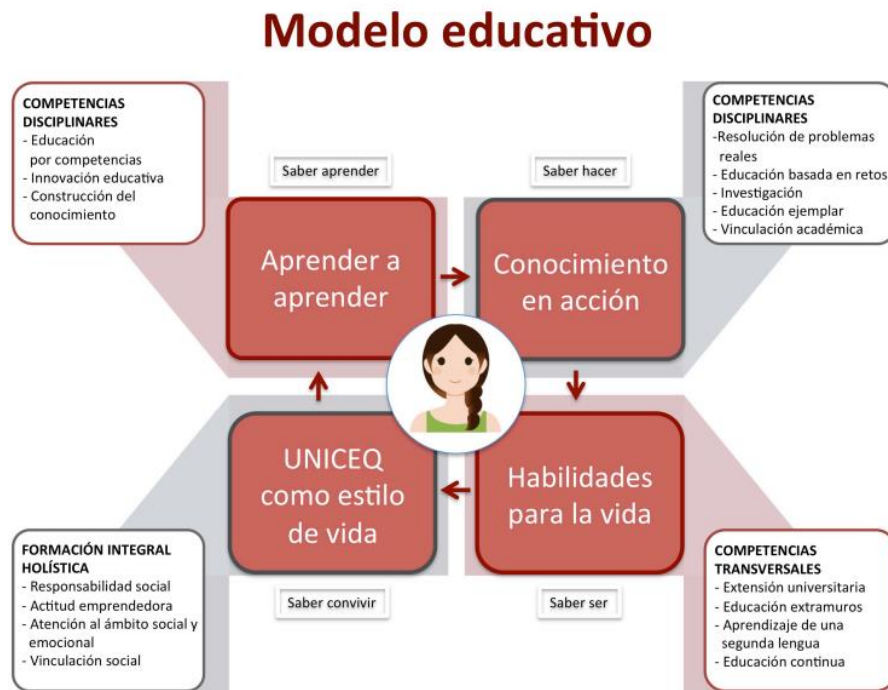 Modelo educativo
COMPETENCIAS
DISCIPLINARES
- Educación
por competencias
- Innovación educativa
- Construcción del
conocimiento
Saber aprender
Aprender a
aprender
Saber hacer
Conocimiento
en acción
COMPETENCIAS
DISCIPLINARES
-Resolución de problemas
reales
- Educación basada en retos
- Investigación
- Educación ejemplar
- Vinculación académica
UNICEQ
como estilo
de vida
Saber convivir
Habilidades
para la vida
Saber ser
FORMACIÓN INTEGRAL
HOLÍSTICA
- Responsabilidad social
- Actitud emprendedora
- Atención al ámbito social y
emocional
- Vinculación social
COMPETENCIAS
TRANSVERSALES
- Extensión universitaria
- Educación extramuros
- Aprendizaje de una
segunda lengua
- Educación continua